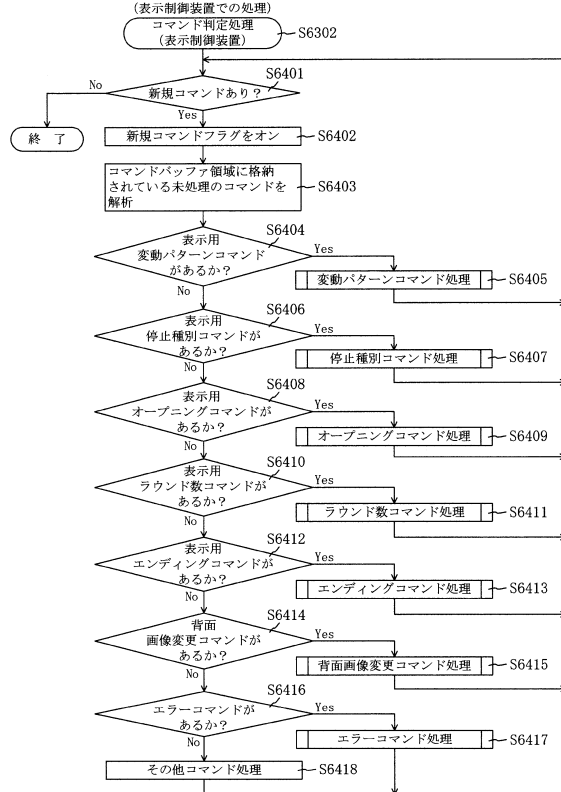 (表示制御装置での処理)
コマンド判定処理
(表示制御装置)
S6302
S6401
新規コマンドあり?
No
Yes
終 了
新規コマンドフラグをオン
S6402
コマンドバッファ領域に格納
されている未処理のコマンドを
解析
S6403
S6404
表示用
変動パターンコマンド
があるか?
Yes
No
変動パターンコマンド処理
S6405
S6406
表示用
停止種別コマンドが
あるか?
Yes
No
停止種別コマンド処理
S6407
S6408
表示用
オープニングコマンドが
あるか?
Yes
No
オープニングコマンド処理
S6409
S6410
表示用
ラウンド数コマンドが
あるか?
Yes
No
ラウンド数コマンド処理
S6411
S6412
表示用
エンディングコマンドが
あるか?
Yes
No
エンディングコマンド処理
S6413
S6414
背面
画像変更コマンドが
あるか?
Yes
No
背面画像変更コマンド処理
S6415
S6416
エラーコマンドが
あるか?
Yes
No
エラーコマンド処理
S6417
その他コマンド処理
S6418